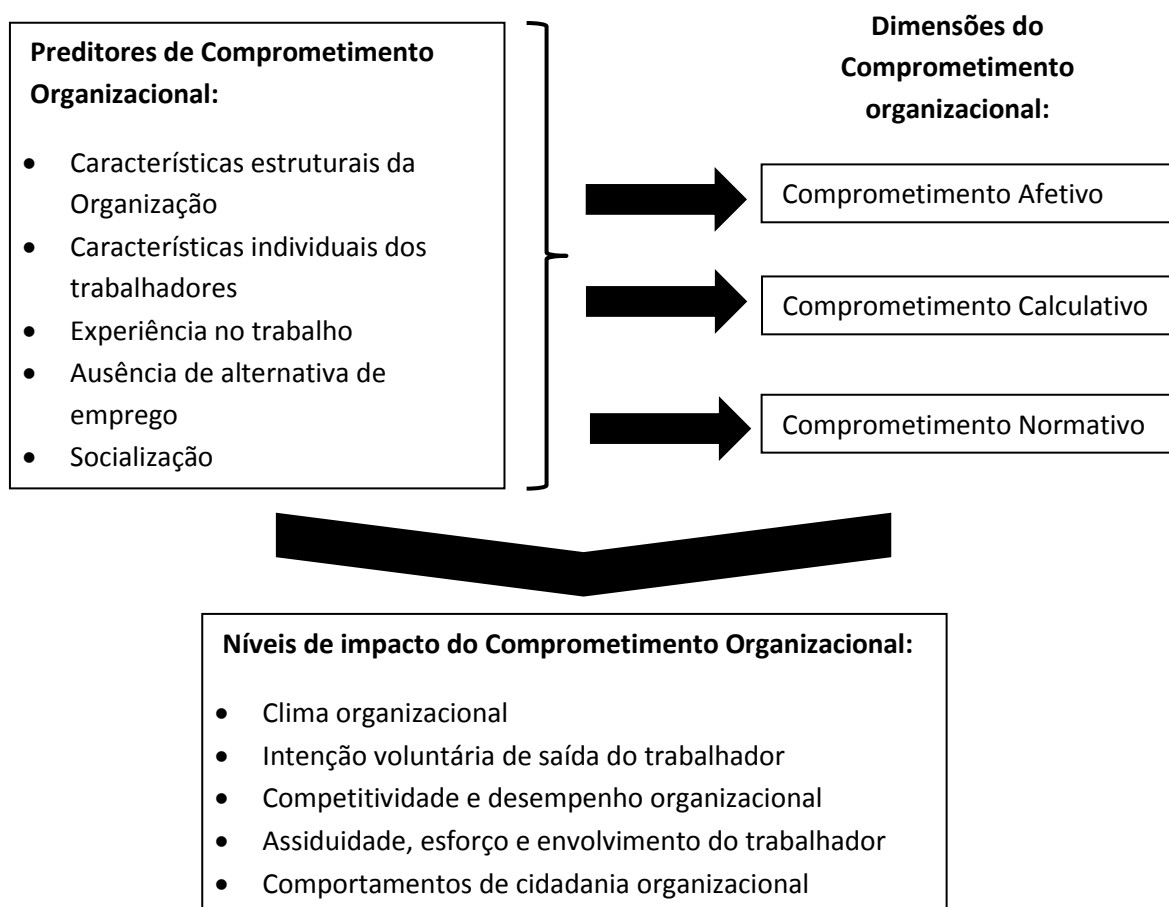 Preditores de Comprometimento
Organizacional:
• Características estruturais da
Organização
• Características individuais dos
trabalhadores
• Experiência no trabalho
• Ausência de alternativa de
emprego
• Socialização
Dimensões do
Comprometimento
organizacional:
Comprometimento Afetivo
Comprometimento Calculativo
Comprometimento Normativo
Níveis de impacto do Comprometimento Organizacional:
• Clima organizacional
• Intenção voluntária de saída do trabalhador
• Competitividade e desempenho organizacional
• Assiduidade, esforço e envolvimento do trabalhador
• Comportamentos de cidadania organizacional